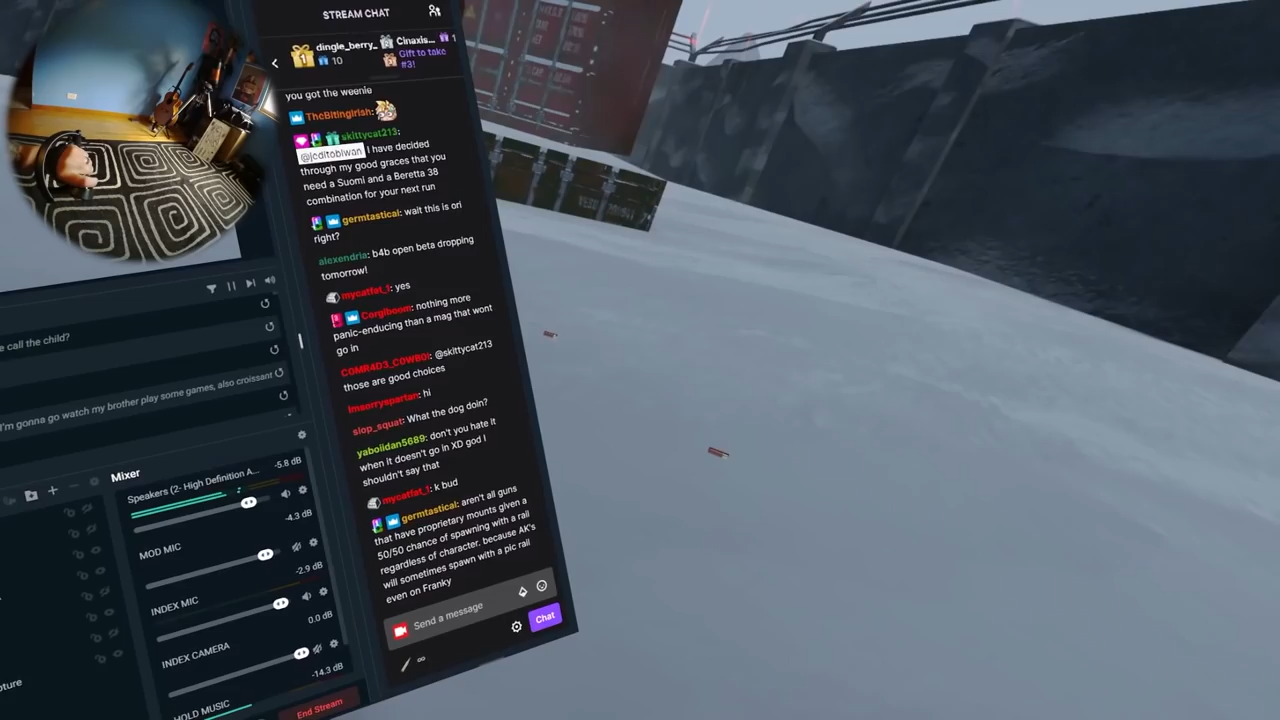 STREAM CHAT
dingle_berry_
Cinaxis...
1
10
Gift to take
#3!
you got the weenie
TheBitingIrish:
skittycat213:
@jcditobiwan I have decided
through my good graces that you
need a Suomi and a Beretta 38
combination for your next run
germtastical: wait this is ori
right?
alexendria: b4b open beta dropping
tomorrow!
mycatfat_1: yes
Corgiboom: nothing more
panic-enducing than a mag that wont
go in
C0MR4D3_C0WB0I: @skittycat213
those are good choices
imsorryspartan: hi
slop_squat: What the dog doin?
yaboiidan5689: don't you hate it
when it doesn't go in XD god I
shouldn't say that
mycatfat_1: k bud
germtastical: aren't all guns
that have proprietary mounts given a
50/50 chance of spawning with a rail
regardless of character. because AK's
will sometimes spawn with a pic rail
even on Franky
Send a message
Chat
e call the child?
I'm gonna go watch my brother play some games, also croissant
Mixer
Speakers (2- High Definition A...
-5.8 dB
MOD MIC
-4.3 dB
INDEX MIC
-2.9 dB
INDEX CAMERA
0.0 dB
HOLD MUSIC
-14.3 dB
pture
End Stream